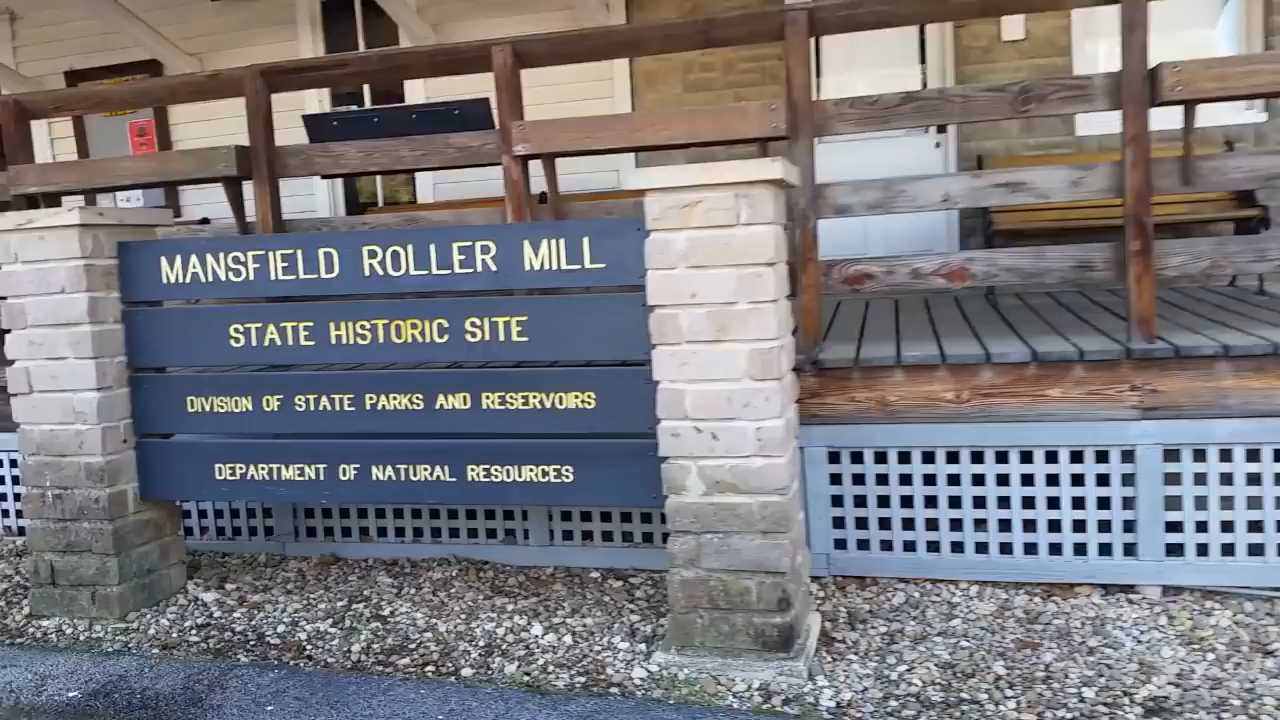 MANSFIELD ROLLER MILL
STATE HISTORIC SITE
DIVISION OF STATE PARKS AND RESERVOIRS
DEPARTMENT OF NATURAL RESOURCES